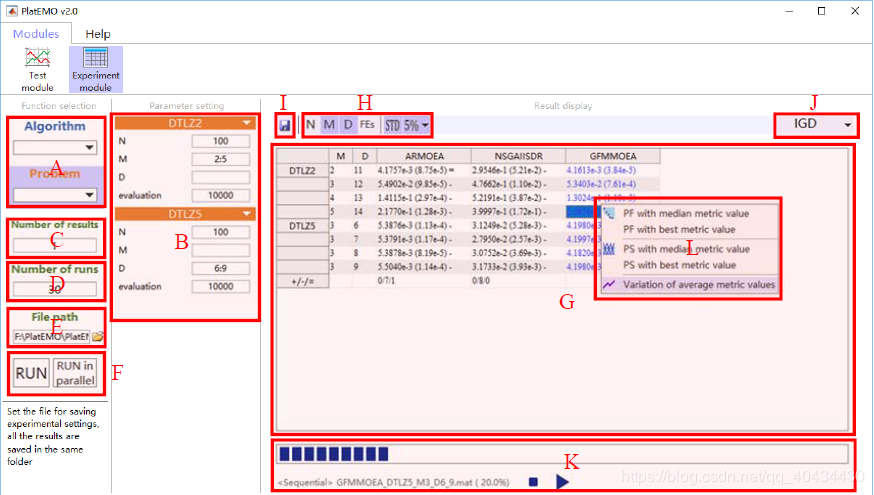 PlatEMO v2.0
Modules Help
Test module
Experiment module
Function selection
Parameter setting
Result display
Algorithm
A
Problem
Number of results
C
Number of runs
30
D
File path
E
F:\PlatEMO\PlatEM
RUN
RUN in parallel
F
Set the file for saving
experimental settings,
all the results are
saved in the same
folder
DTLZ2
N 100
M 2:5
D
evaluation 10000
DTLZ5
B
N 100
M
D 6:9
evaluation 10000
I
H
J
N M D FEs STD 5%
IGD
M D ARMOEA NSGAIISDR GFMMOEA
DTLZ2 2 11 4.1757e-3 (8.75e-5) = 2.9546e-1 (5.21e-2) - 4.1613e-3 (3.84e-5)
3 12 5.4902e-2 (9.85e-5) - 4.7662e-1 (1.10e-2) - 5.3403e-2 (7.61e-4)
4 13 1.4115e-1 (2.97e-4) - 5.2191e-1 (3.87e-2) - 1.3024e-1
5 14 2.1770e-1 (1.28e-3) - 3.9997e-1 (1.72e-2) -
DTLZ5 3 6 5.3876e-3 (1.13e-4) - 3.1249e-2 (5.28e-3) - 4.1980e-3
3 7 5.3791e-3 (1.17e-4) - 2.7950e-2 (2.57e-3) - 4.1997e-3
3 8 5.3878e-3 (8.19e-5) - 3.0752e-2 (3.69e-3) - 4.1820e-3
3 9 5.5040e-3 (1.14e-4) - 3.1733e-2 (3.93e-3) - 4.1980e-3
+/-/= 0/7/1 0/8/0
PF with median metric value
PF with best metric value
PS with median metric value
L
PS with best metric value
Variation of average metric values
G
K
<Sequential> GFMMOEA_DTLZ5_M3_D6_9.mat ( 20.0%)
https://blog.csdn.net/qq_40434430